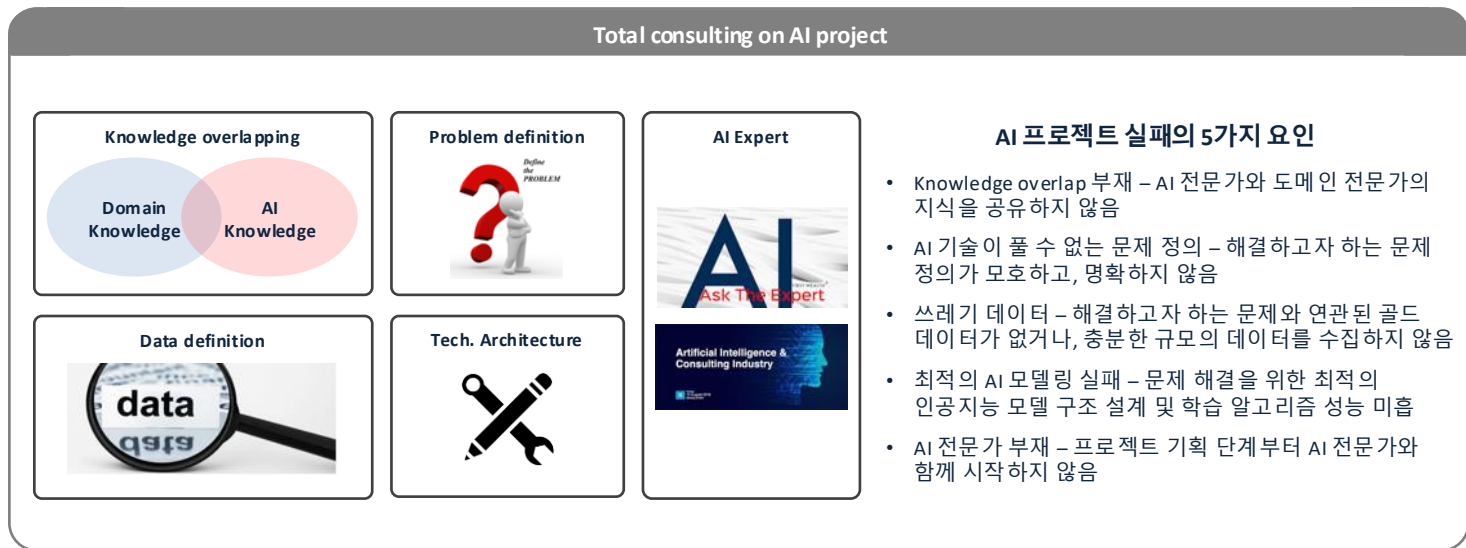 Total consulting on AI project
Knowledge overlapping
Domain
Knowledge
AI
Knowledge
Problem definition
Define
the
PROBLEM
AI Expert
AI
Ask The Expert
Artificial Intelligence &
Consulting Industry
Data definition
data
data
Tech. Architecture
AI 프로젝트 실패의 5가지 요인
• Knowledge overlap 부재 – AI 전문가와 도메인 전문가의
지식을 공유하지 않음
• AI 기술이 풀 수 없는 문제 정의 – 해결하고자 하는 문제
정의가 모호하고, 명확하지 않음
• 쓰레기 데이터 – 해결하고자 하는 문제와 연관된 골드
데이터가 없거나, 충분한 규모의 데이터를 수집하지 않음
• 최적의 AI 모델링 실패 – 문제 해결을 위한 최적의
인공지능 모델 구조 설계 및 학습 알고리즘 성능 미흡
• AI 전문가 부재 – 프로젝트 기획 단계부터 AI 전문가와
함께 시작하지 않음